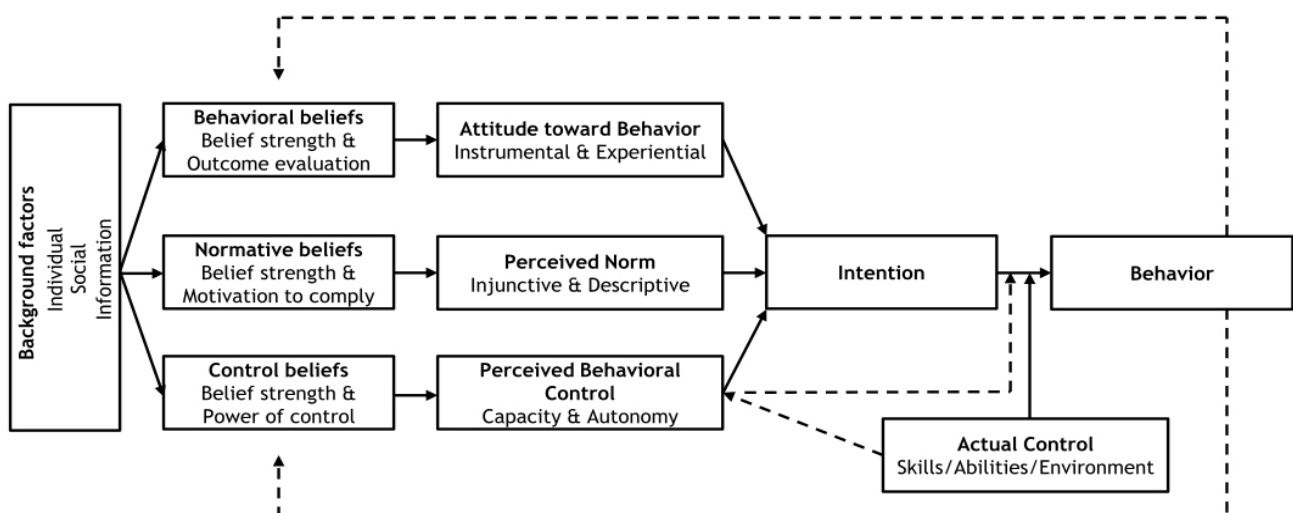 Background factors
Individual
Social
Information
Behavioral beliefs
Belief strength &
Outcome evaluation
Attitude toward Behavior
Instrumental & Experiential
Normative beliefs
Belief strength &
Motivation to comply
Perceived Norm
Injunctive & Descriptive
Intention
Behavior
Control beliefs
Belief strength &
Power of control
Perceived Behavioral
Control
Capacity & Autonomy
Actual Control
Skills/Abilities/Environment